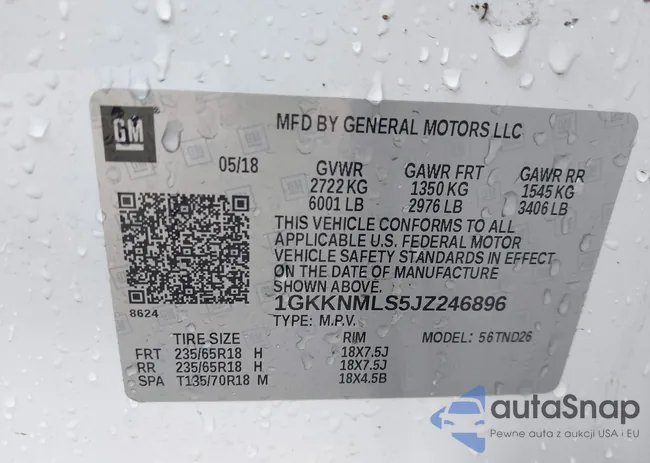 GM
MFD BY GENERAL MOTORS LLC
05/18 GVWR GAWR FRT GAWR RR
2722 KG 1350 KG 1545 KG
6001 LB 2976 LB 3406 LB
THIS VEHICLE CONFORMS TO ALL
APPLICABLE U.S. FEDERAL MOTOR
VEHICLE SAFETY STANDARDS IN EFFECT
ON THE DATE OF MANUFACTURE
SHOWN ABOVE.
8624
1GKKNMLS5JZ246896
TYPE: M.P.V. MODEL: 56TND26
TIRE SIZE RIM
FRT 235/65R18 H 18X7.5J
RR 235/65R18 H 18X7.5J
SPA T135/70R18 M 18X4.5B
autaSnap
Pewne auta z aukcji USA i EU